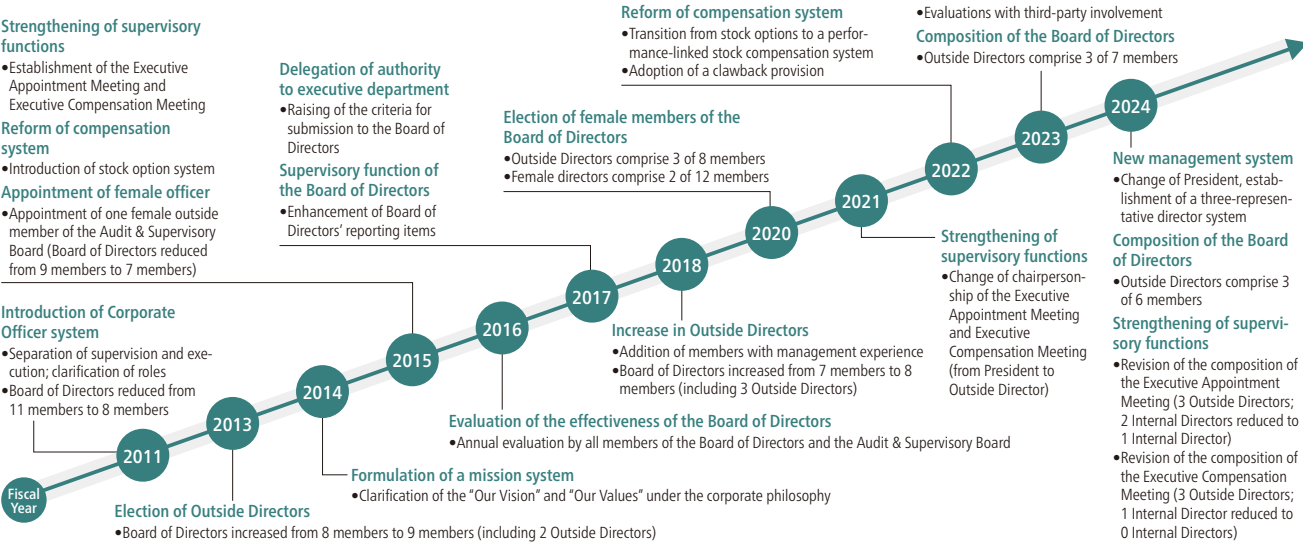 Strengthening of supervisory
functions
•Establishment of the Executive
Appointment Meeting and
Executive Compensation Meeting
Reform of compensation
system
•Introduction of stock option system
Appointment of female officer
•Appointment of one female outside
member of the Audit & Supervisory
Board (Board of Directors reduced
from 9 members to 7 members)
Introduction of Corporate
Officer system
•Separation of supervision and exe-
cution; clarification of roles
•Board of Directors reduced from
11 members to 8 members
Delegation of authority
to executive department
•Raising of the criteria for
submission to the Board of
Directors
Supervisory function of
the Board of Directors
•Enhancement of Board of
Directors' reporting items
Election of female members of the
Board of Directors
•Outside Directors comprise 3 of 8 members
•Female directors comprise 2 of 12 members
Reform of compensation system
•Transition from stock options to a perfor-
mance-linked stock compensation system
•Adoption of a clawback provision
•Evaluations with third-party involvement
Composition of the Board of Directors
•Outside Directors comprise 3 of 7 members
Fiscal
Year
2011
2013
2014
2015
2016
2017
2018
2020
2021
2022
2023
2024
Election of Outside Directors
•Board of Directors increased from 8 members to 9 members (including 2 Outside Directors)
Formulation of a mission system
•Clarification of the “Our Vision” and “Our Values” under the corporate philosophy
Evaluation of the effectiveness of the Board of Directors
•Annual evaluation by all members of the Board of Directors and the Audit & Supervisory Board
Increase in Outside Directors
•Addition of members with management experience
•Board of Directors increased from 7 members to 8
members (including 3 Outside Directors)
Strengthening of
supervisory functions
•Change of chairperson-
ship of the Executive
Appointment Meeting
and Executive
Compensation Meeting
(from President to
Outside Director)
New management system
•Change of President, estab-
lishment of a three-represen-
tative director system
Composition of the Board
of Directors
•Outside Directors comprise 3
of 6 members
Strengthening of supervi-
sory functions
•Revision of the composition of
the Executive Appointment
Meeting (3 Outside Directors;
2 Internal Directors reduced to
1 Internal Director)
•Revision of the composition of
the Executive Compensation
Meeting (3 Outside Directors;
1 Internal Director reduced to
0 Internal Directors)